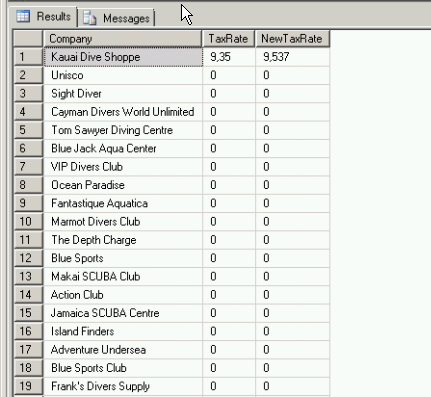 Results Messages
Company TaxRate NewTaxRate
1 Kauai Dive Shoppe 9,35 9,537
2 Unisco 0 0
3 Sight Diver 0 0
4 Cayman Divers World Unlimited 0 0
5 Tom Sawyer Diving Centre 0 0
6 Blue Jack Aqua Center 0 0
7 VIP Divers Club 0 0
8 Ocean Paradise 0 0
9 Fantastique Aquatica 0 0
10 Marmot Divers Club 0 0
11 The Depth Charge 0 0
12 Blue Sports 0 0
13 Makai SCUBA Club 0 0
14 Action Club 0 0
15 Jamaica SCUBA Centre 0 0
16 Island Finders 0 0
17 Adventure Undersea 0 0
18 Blue Sports Club 0 0
19 Frank's Divers Supply 0 0